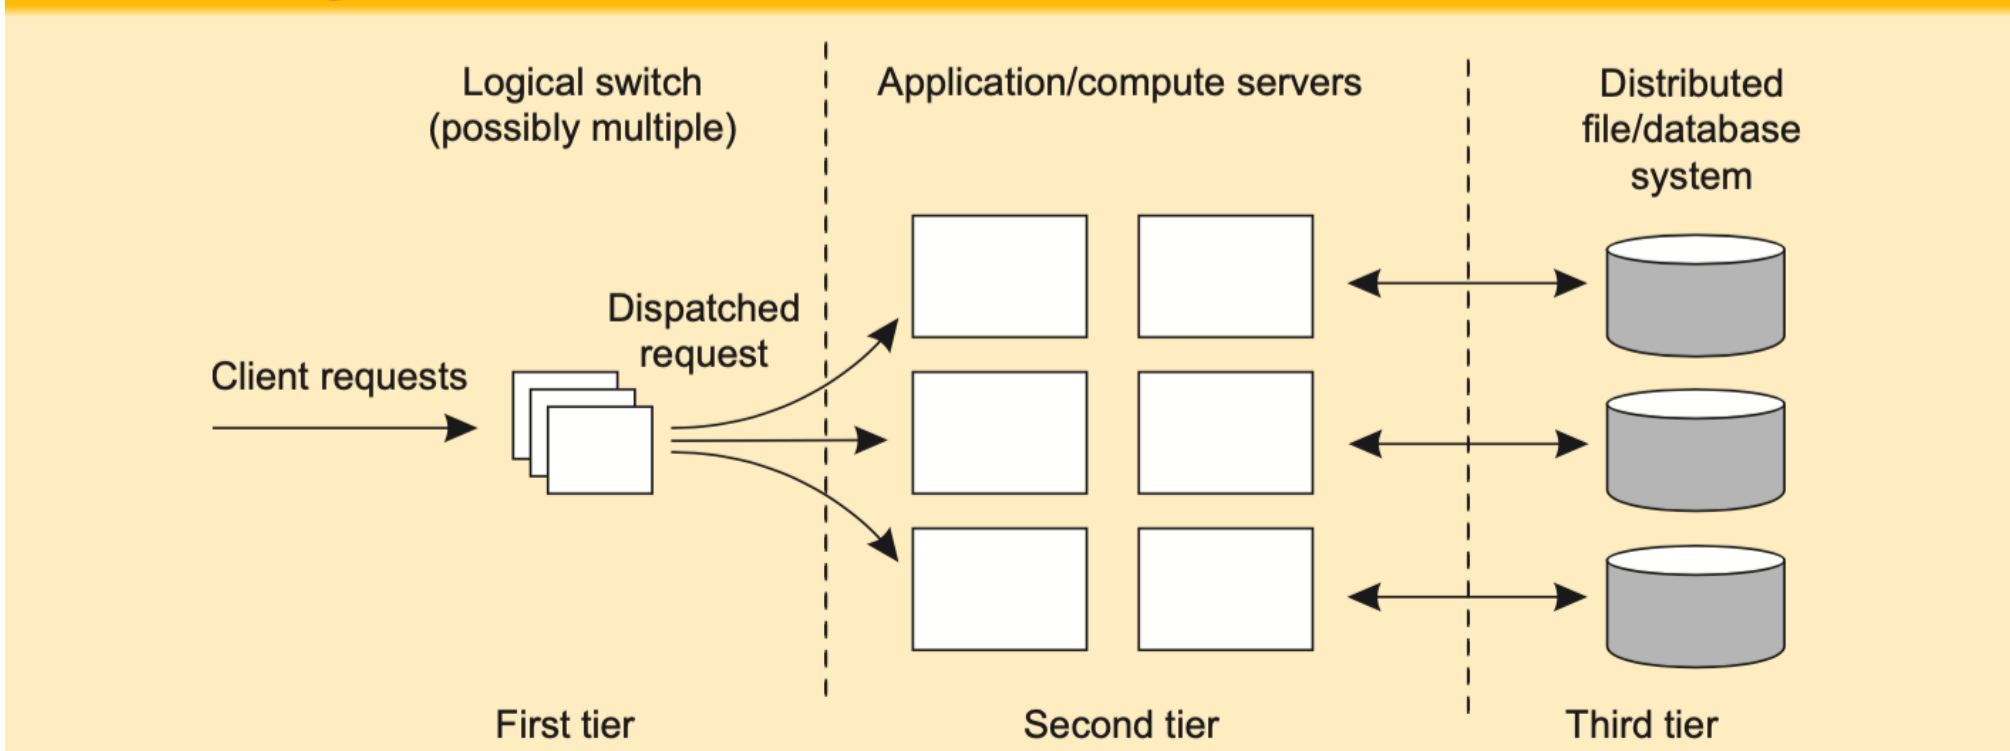 Logical switch
(possibly multiple)
Application/compute servers
Distributed
file/database
system
Dispatched
request
Client requests
First tier
Second tier
Third tier